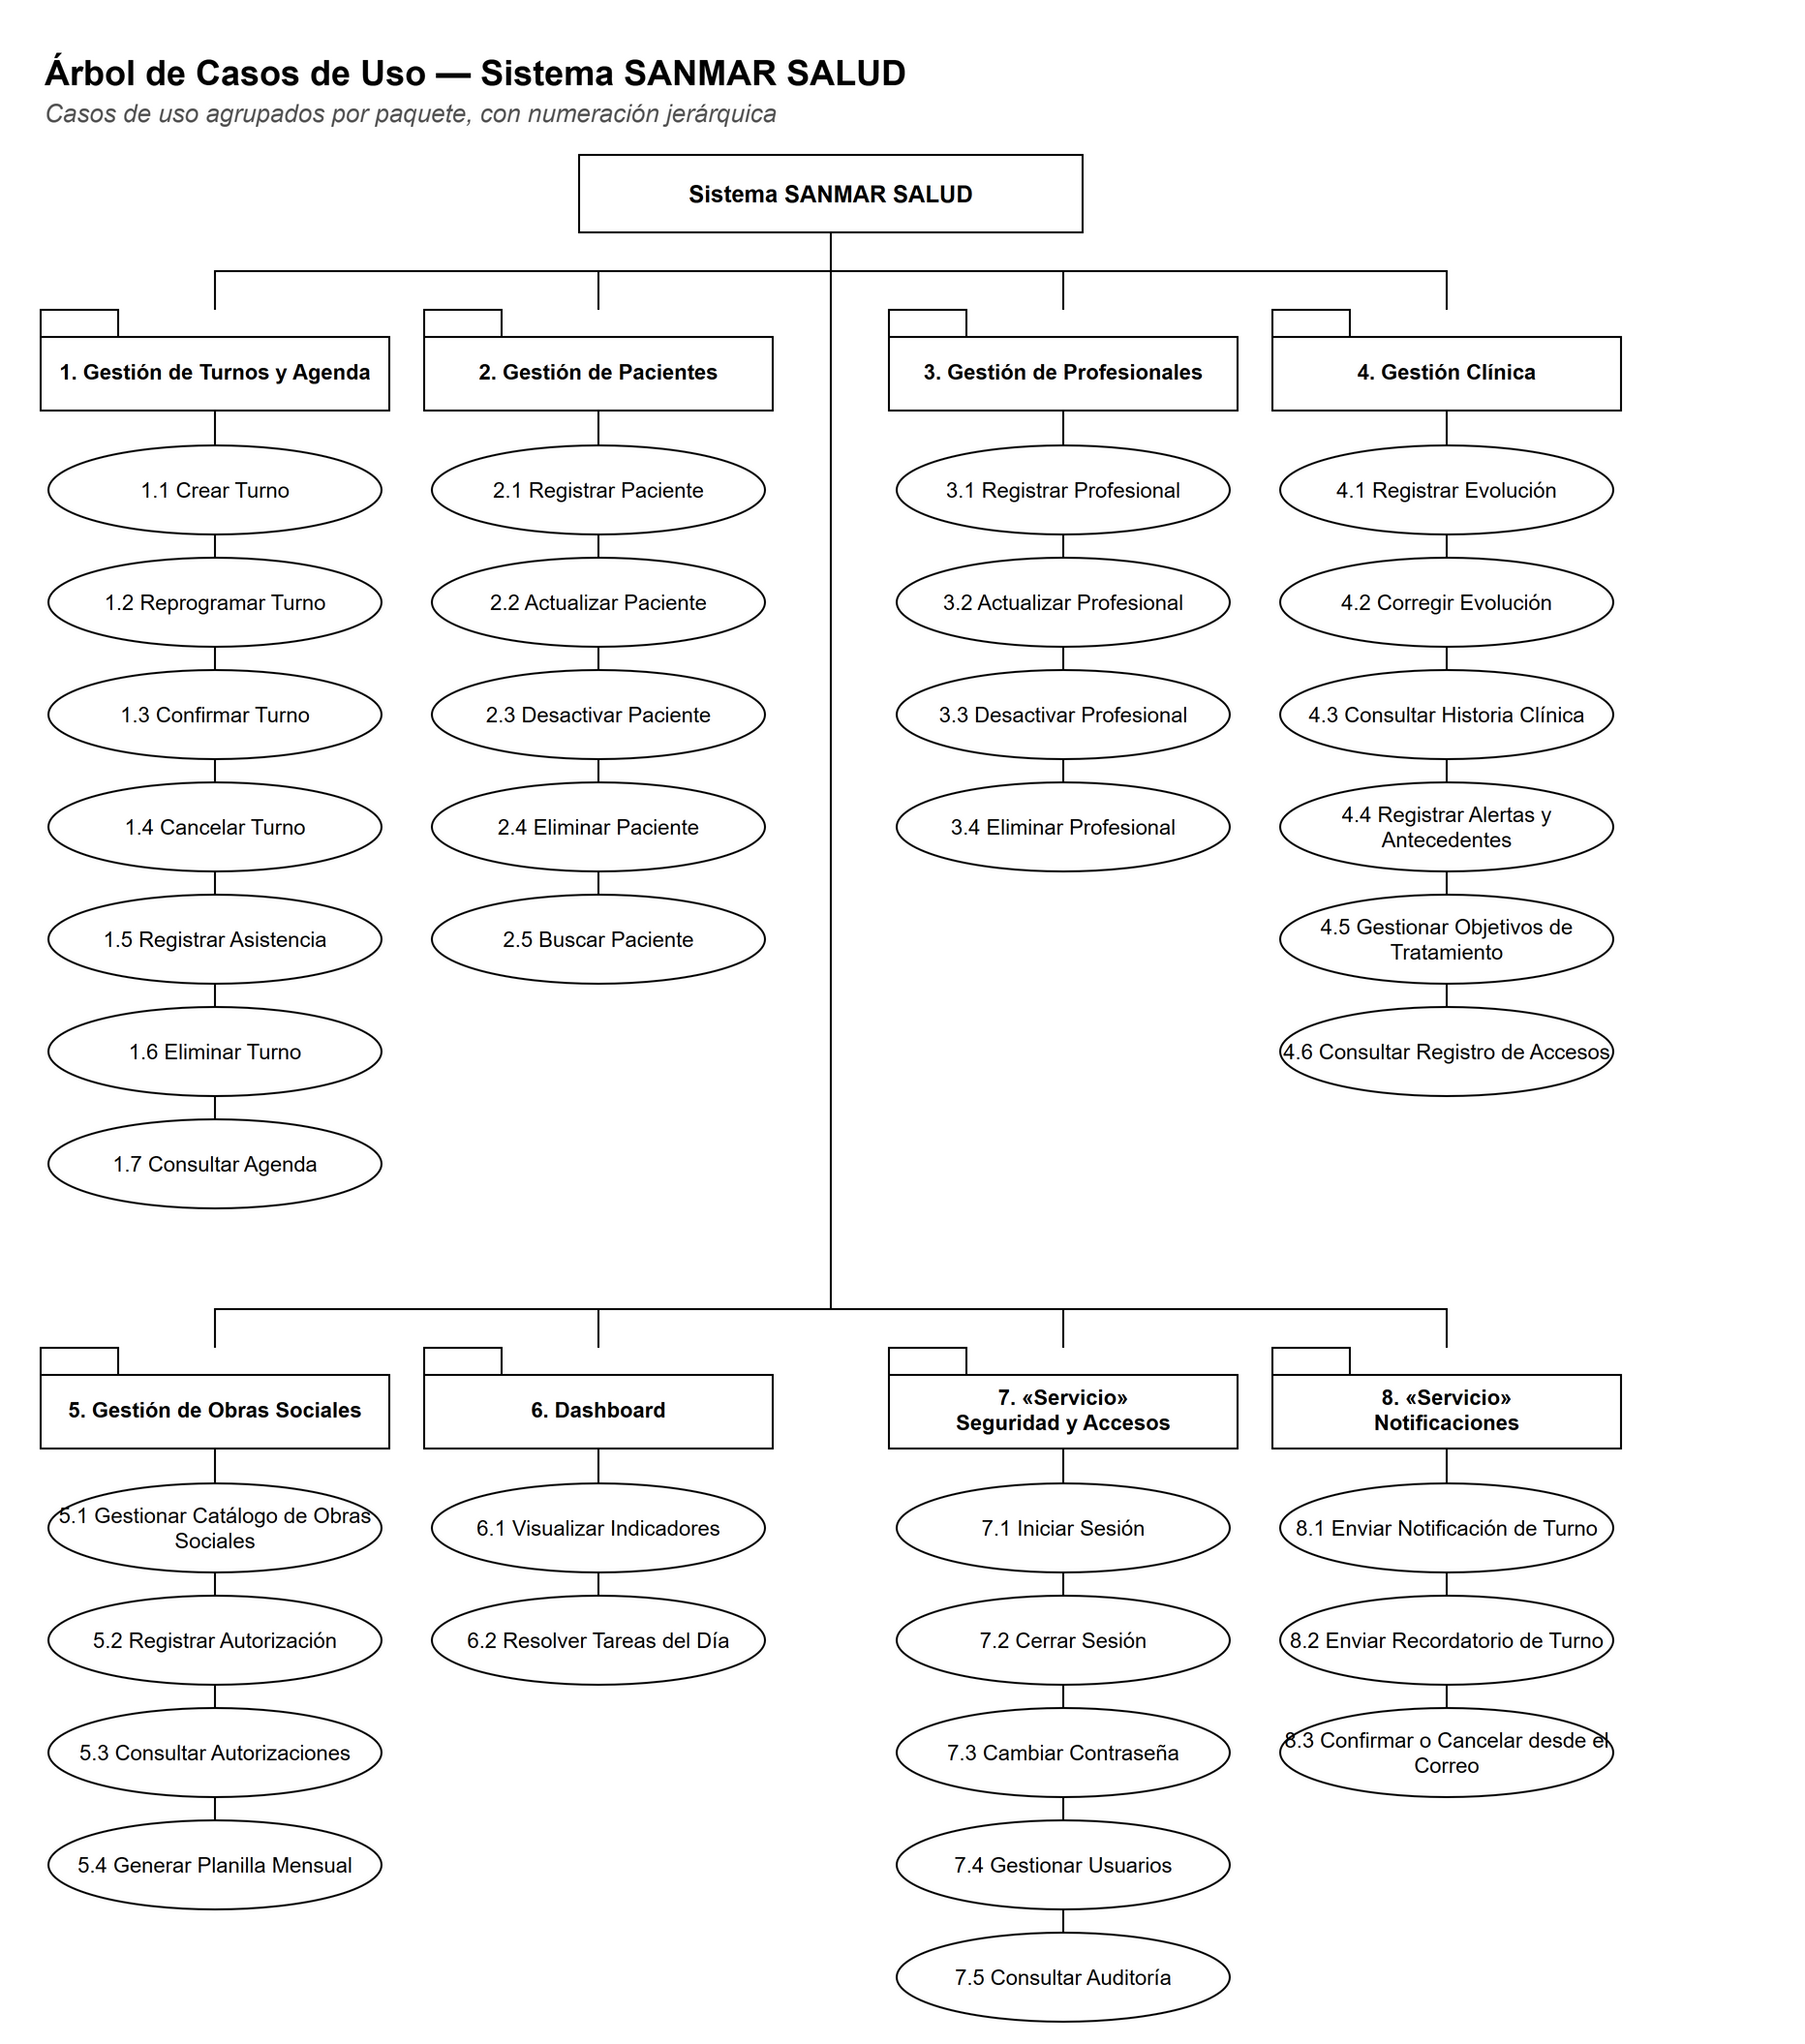 Árbol de Casos de Uso — Sistema SANMAR SALUD
Casos de uso agrupados por paquete, con numeración jerárquica
Sistema SANMAR SALUD
1. Gestión de Turnos y Agenda
1.1 Crear Turno
1.2 Reprogramar Turno
1.3 Confirmar Turno
1.4 Cancelar Turno
1.5 Registrar Asistencia
1.6 Eliminar Turno
1.7 Consultar Agenda
2. Gestión de Pacientes
2.1 Registrar Paciente
2.2 Actualizar Paciente
2.3 Desactivar Paciente
2.4 Eliminar Paciente
2.5 Buscar Paciente
3. Gestión de Profesionales
3.1 Registrar Profesional
3.2 Actualizar Profesional
3.3 Desactivar Profesional
3.4 Eliminar Profesional
4. Gestión Clínica
4.1 Registrar Evolución
4.2 Corregir Evolución
4.3 Consultar Historia Clínica
4.4 Registrar Alertas y
Antecedentes
4.5 Gestionar Objetivos de
Tratamiento
4.6 Consultar Registro de Accesos
5. Gestión de Obras Sociales
5.1 Gestionar Catálogo de Obras
Sociales
5.2 Registrar Autorización
5.3 Consultar Autorizaciones
5.4 Generar Planilla Mensual
6. Dashboard
6.1 Visualizar Indicadores
6.2 Resolver Tareas del Día
7. «Servicio»
Seguridad y Accesos
7.1 Iniciar Sesión
7.2 Cerrar Sesión
7.3 Cambiar Contraseña
7.4 Gestionar Usuarios
7.5 Consultar Auditoría
8. «Servicio»
Notificaciones
8.1 Enviar Notificación de Turno
8.2 Enviar Recordatorio de Turno
8.3 Confirmar o Cancelar desde el
Correo